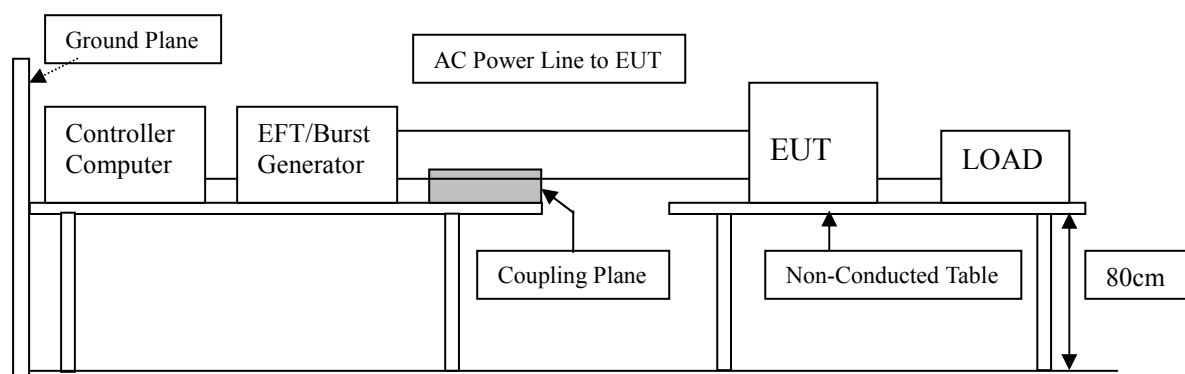 Ground Plane
AC Power Line to EUT
Controller
Computer
EFT/Burst
Generator
EUT
LOAD
Coupling Plane
Non-Conducted Table
80cm